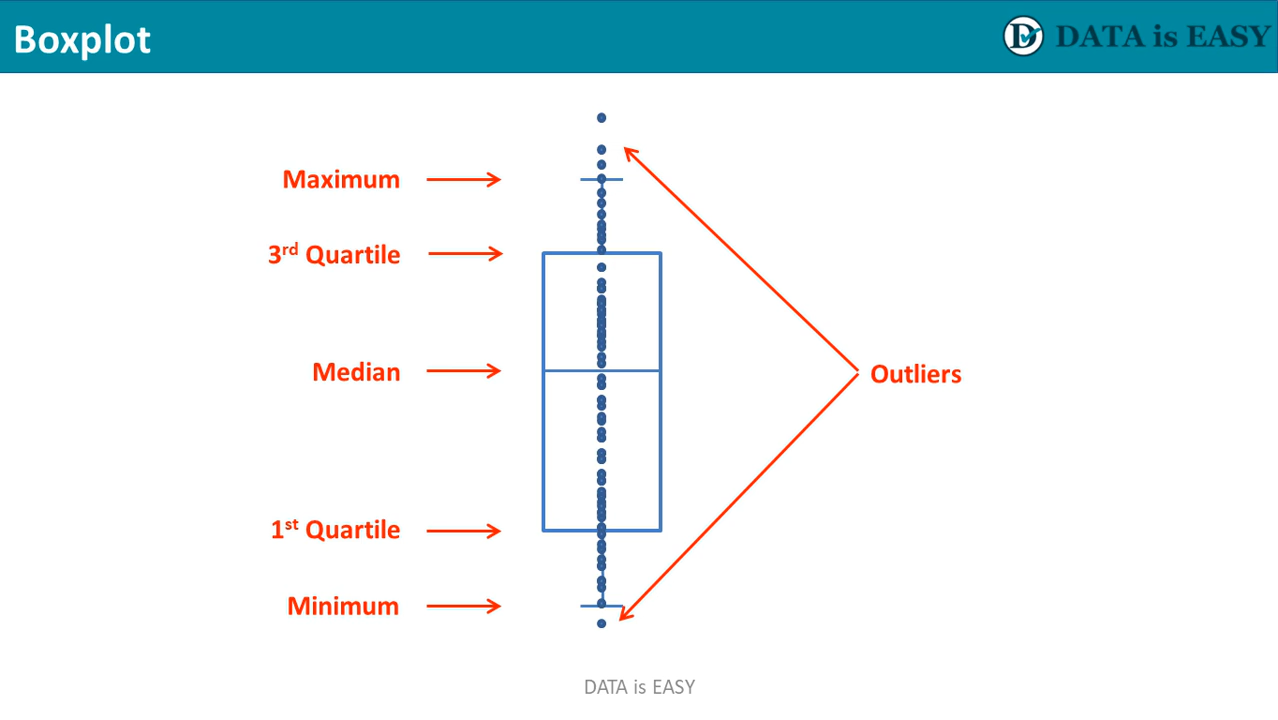 Boxplot
DATA is EASY
Maximum
3rd Quartile
Median
Outliers
1st Quartile
Minimum
DATA is EASY